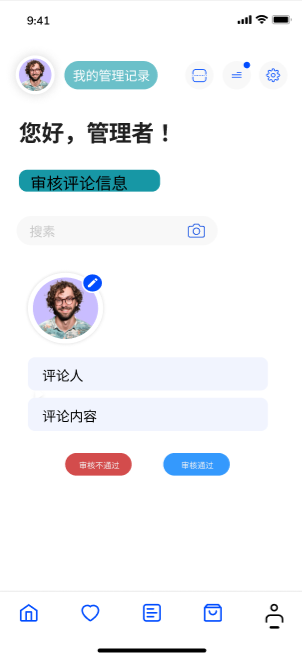 9:41
我的管理记录
您好，管理者！
审核评论信息
搜素
评论人
评论内容
审核不通过
审核通过